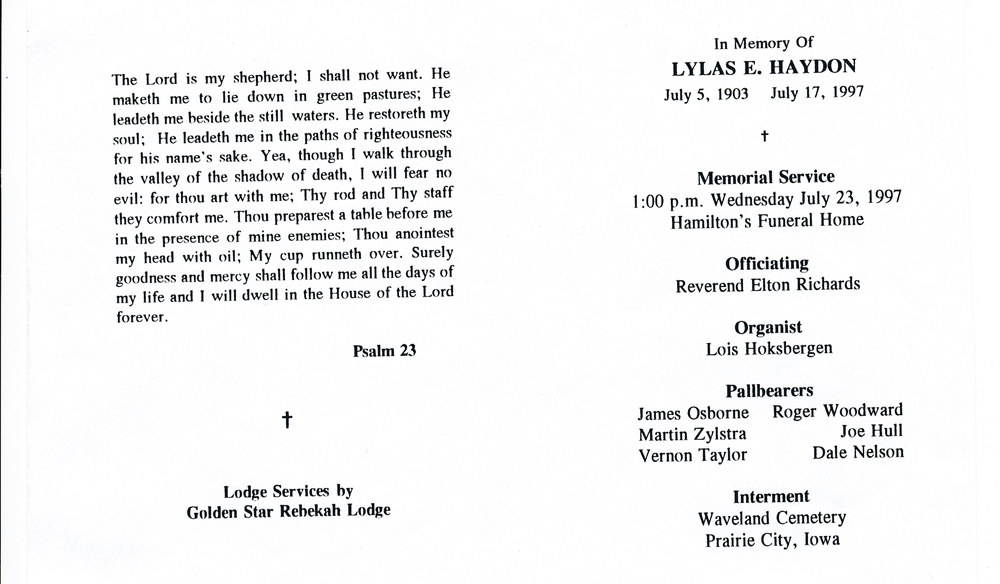 The Lord is my shepherd; I shall not want. He
maketh me to lie down in green pastures; He
leadeth me beside the still waters. He restoreth my
soul; He leadeth me in the paths of righteousness
for his name's sake. Yea, though I walk through
the valley of the shadow of death, I will fear no
evil: for thou art with me; Thy rod and Thy staff
they comfort me. Thou preparest a table before me
in the presence of mine enemies; Thou anointest
my head with oil; My cup runneth over. Surely
goodness and mercy shall follow me all the days of
my life and I will dwell in the House of the Lord
forever.
Psalm 23
Lodge Services by
Golden Star Rebekah Lodge
In Memory Of
LYLAS E. HAYDON
July 5, 1903 July 17, 1997
Memorial Service
1:00 p.m. Wednesday July 23, 1997
Hamilton's Funeral Home
Officiating
Reverend Elton Richards
Organist
Lois Hoksbergen
Pallbearers
James Osborne Roger Woodward
Martin Zylstra Joe Hull
Vernon Taylor Dale Nelson
Interment
Waveland Cemetery
Prairie City, Iowa